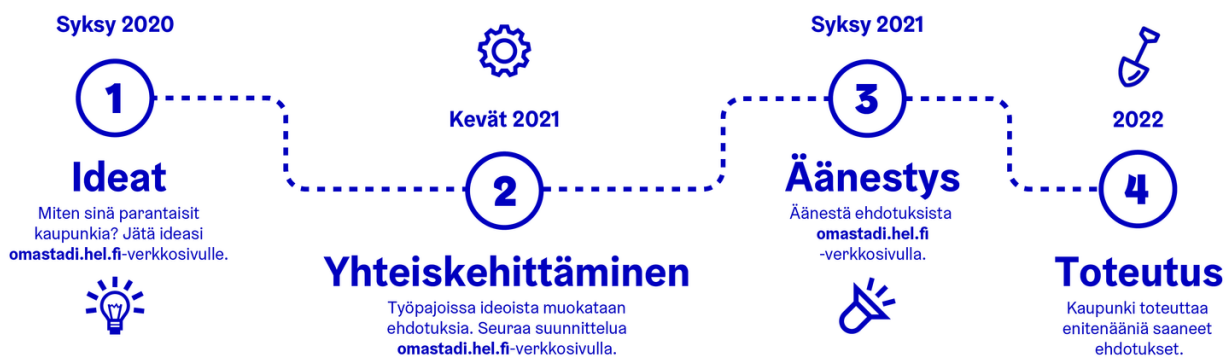 Syksy 2020
1
Ideat
Miten sinä parantaisit
kaupunkia? Jätä ideasi
omastadi.hel.fi-verkkosivulle.
Kevät 2021
2
Yhteiskehittäminen
Työpajoissa ideoista muokataan
ehdotuksia. Seuraa suunnittelua
omastadi.hel.fi-verkkosivulla.
Syksy 2021
3
Äänestys
Äänestä ehdotuksista
omastadi.hel.fi
-verkkosivulla.
2022
4
Toteutus
Kaupunki toteuttaa
enitenääniä saaneet
ehdotukset.